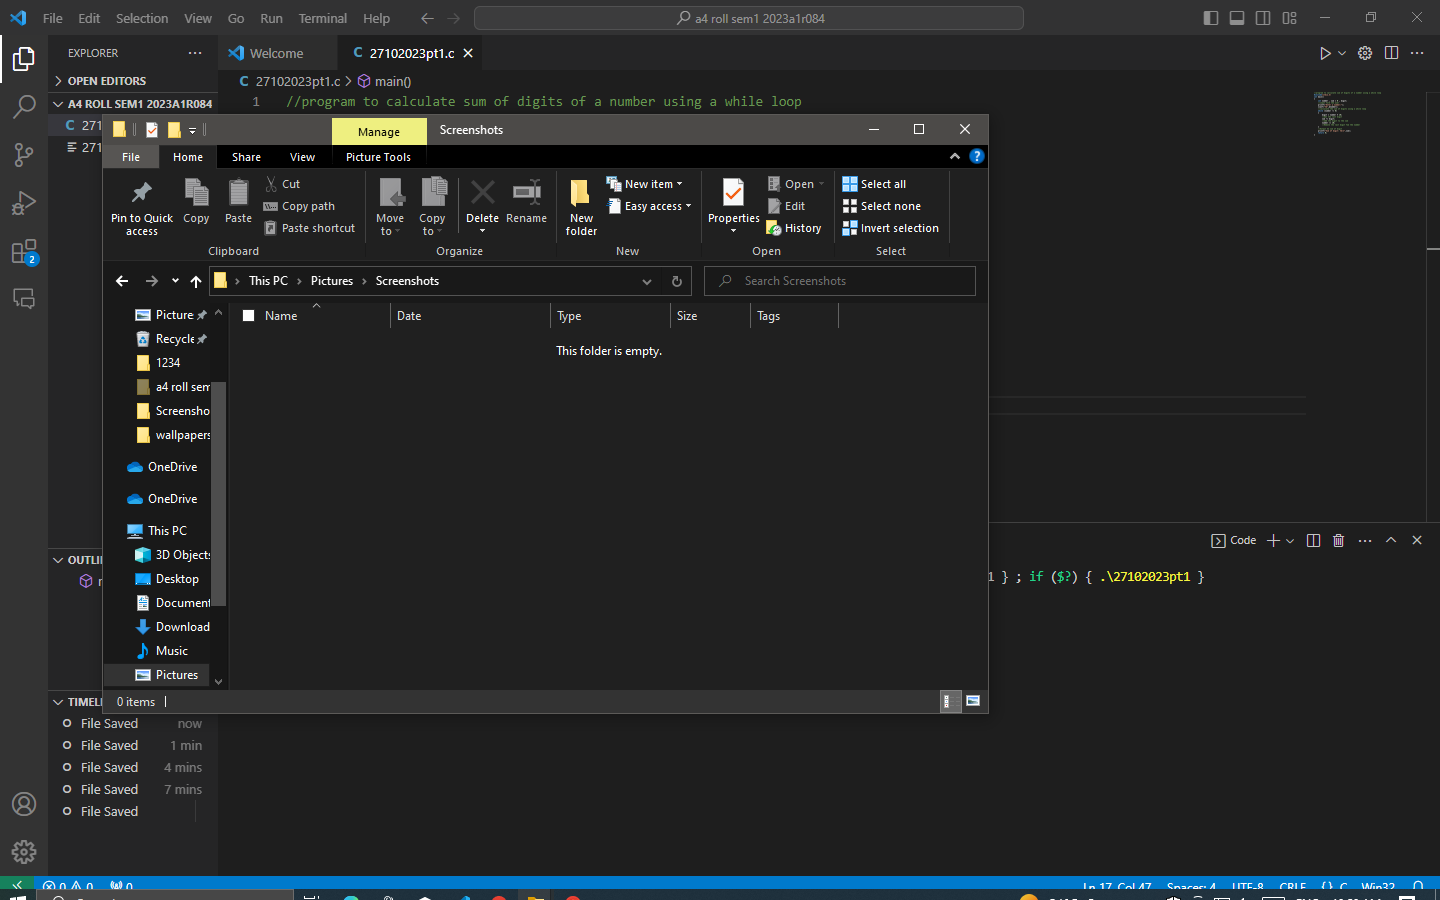 File Edit Selection View Go Run Terminal Help
a4 roll sem1 2023a1r084
EXPLORER
Welcome
C 27102023pt1.c
OPEN EDITORS
C 27102023pt1.c > main()
A4 ROLL SEM1 2023A1R084
1 //program to calculate sum of digits of a number using a while loop
C 271
271
Manage
Screenshots
File Home Share View Picture Tools
Pin to Quick access
Copy
Paste
Cut
Copy path
Paste shortcut
Clipboard
Move to
Copy to
Delete
Rename
Organize
New folder
New item
Easy access
New
Properties
Open
Edit
History
Open
Select all
Select none
Invert selection
Select
This PC > Pictures > Screenshots
Search Screenshots
Name Date Type Size Tags
This folder is empty.
Picture
Recycle
1234
a4 roll sem
Screensho
wallpapers
OneDrive
OneDrive
This PC
3D Objects
Desktop
Document
Download
Music
Pictures
0 items
2
OUTLI
Code
1 } ; if ($?) { .\27102023pt1 }
TIMELI
File Saved now
File Saved 1 min
File Saved 4 mins
File Saved 7 mins
File Saved
0 0 0
Ln 17, Col 47 Spaces: 4 UTF-8 CRLF {} C Win32